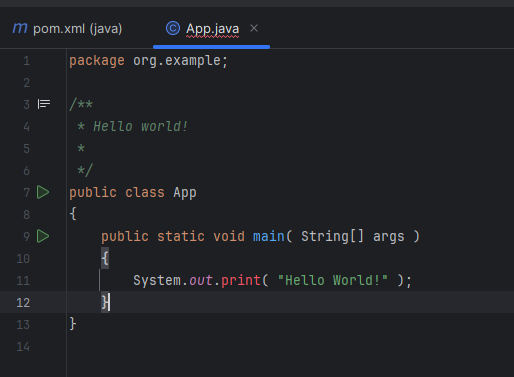 m pom.xml (java) C App.java ×
1 package org.example;
2
3 /**
4 * Hello world!
5 *
6 */
7 public class App
8 {
9 public static void main( String[] args )
10 {
11 System.out.print( "Hello World!" );
12 }
13 }
14